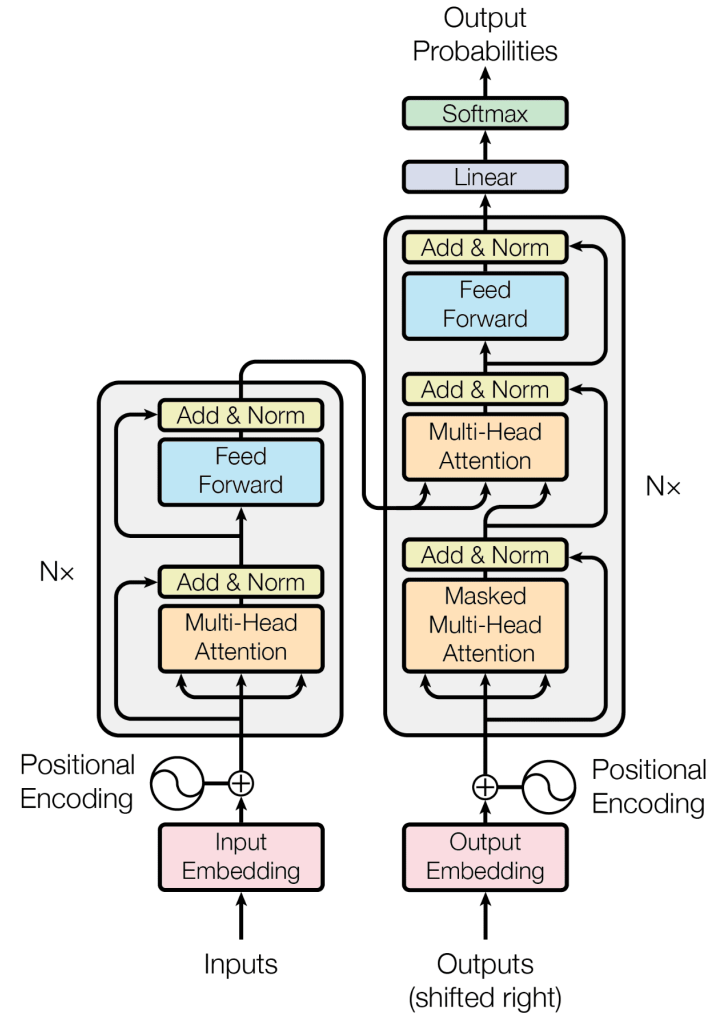 Output
Probabilities
Softmax
Linear
Add & Norm
Feed
Forward
Add & Norm
Multi-Head
Attention
Add & Norm
Masked
Multi-Head
Attention
Nx
Add & Norm
Feed
Forward
Add & Norm
Multi-Head
Attention
N×
Positional
Encoding
Positional
Encoding
Input
Embedding
Output
Embedding
Inputs
Outputs
(shifted right)